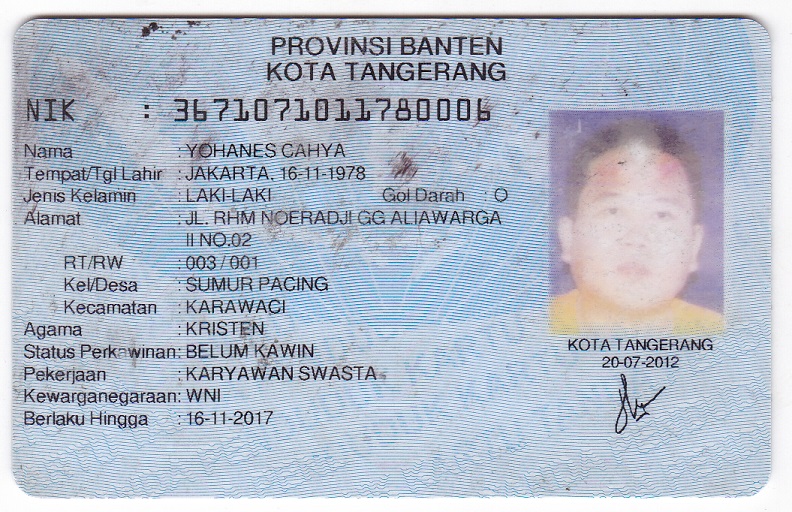 PROVINSI BANTEN
KOTA TANGERANG
NIK : 3671071011780006
Nama : YOHANES CAHYA
Tempat/Tgl Lahir : JAKARTA, 16-11-1978
Jenis Kelamin : LAKI-LAKI Gol Darah : O
Alamat : JL. RHM NOERADJI GG ALIAWARGA
II NO.02
RT/RW : 003 / 001
Kel/Desa : SUMUR PACING
Kecamatan : KARAWACI
Agama : KRISTEN
Status Perkawinan: BELUM KAWIN
Pekerjaan : KARYAWAN SWASTA
Kewarganegaraan: WNI
Berlaku Hingga : 16-11-2017
KOTA TANGERANG
20-07-2012